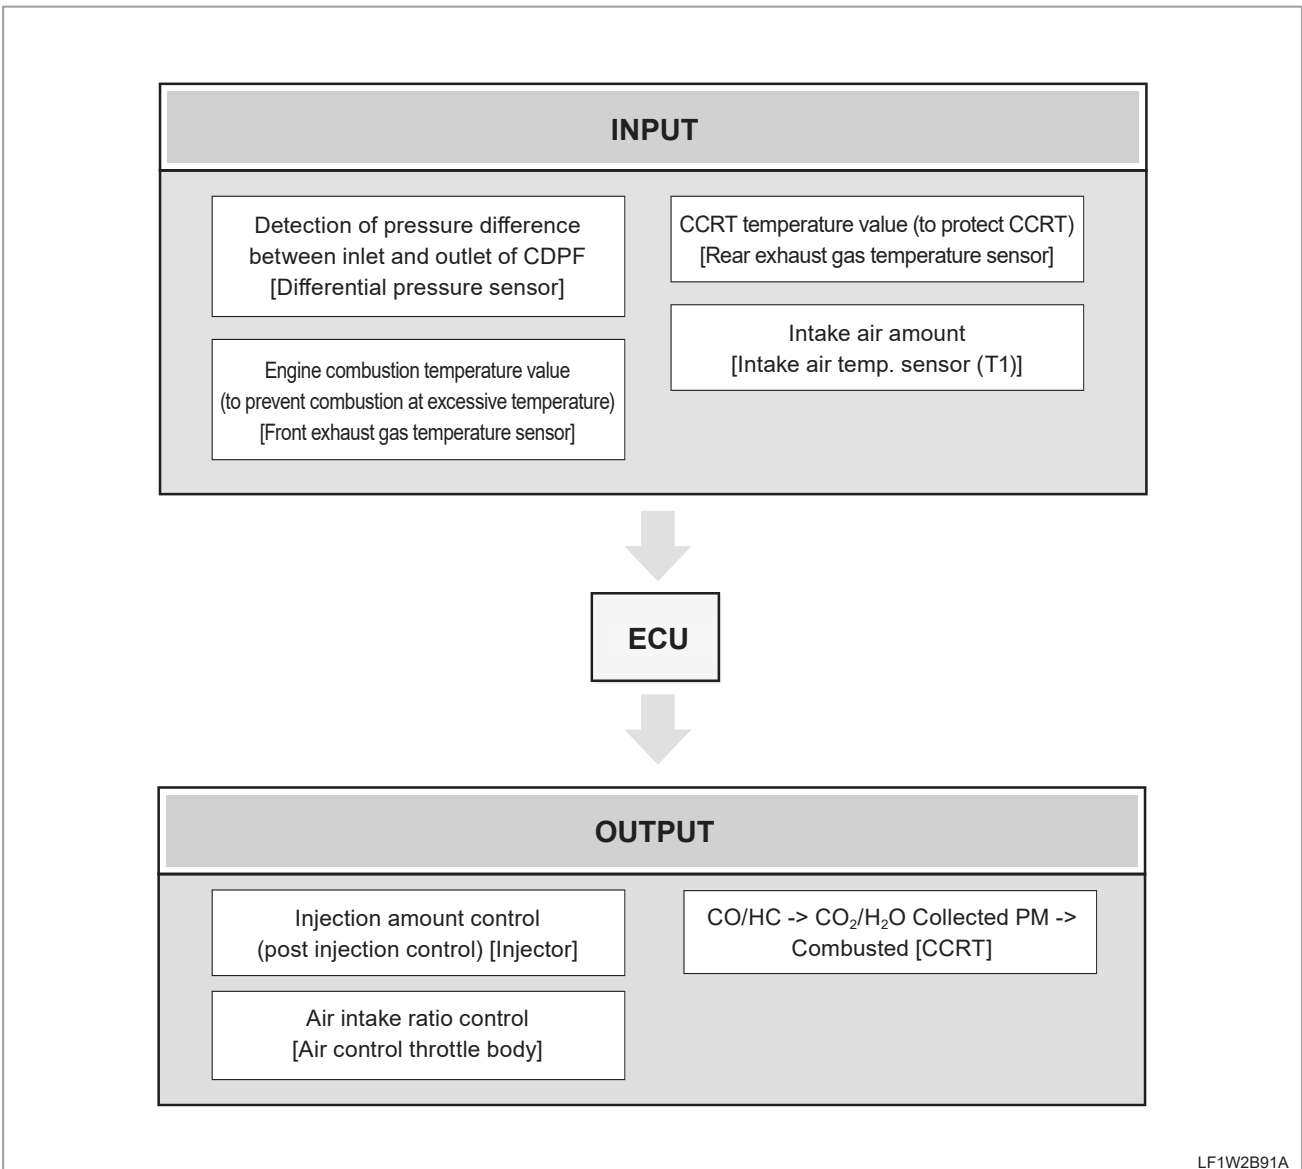 INPUT
Detection of pressure difference
between inlet and outlet of CDPF
[Differential pressure sensor]
Engine combustion temperature value
(to prevent combustion at excessive temperature)
[Front exhaust gas temperature sensor]
CCRT temperature value (to protect CCRT)
[Rear exhaust gas temperature sensor]
Intake air amount
[Intake air temp. sensor (T1)]
ECU
OUTPUT
Injection amount control
(post injection control) [Injector]
Air intake ratio control
[Air control throttle body]
CO/HC -> CO₂/H₂O Collected PM ->
Combusted [CCRT]
LF1W2B91A